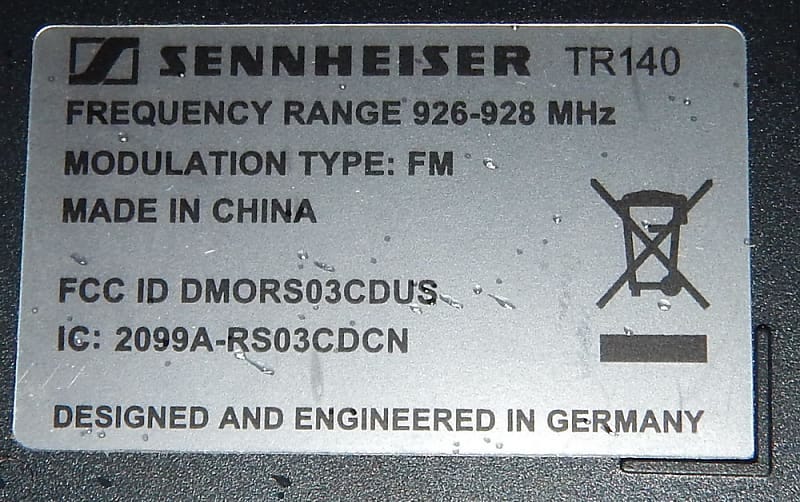 SENNHEISER TR140
FREQUENCY RANGE 926-928 MHz
MODULATION TYPE: FM
MADE IN CHINA
FCC ID DMORS03CDUS
IC: 2099A-RS03CDCN
DESIGNED AND ENGINEERED IN GERMANY